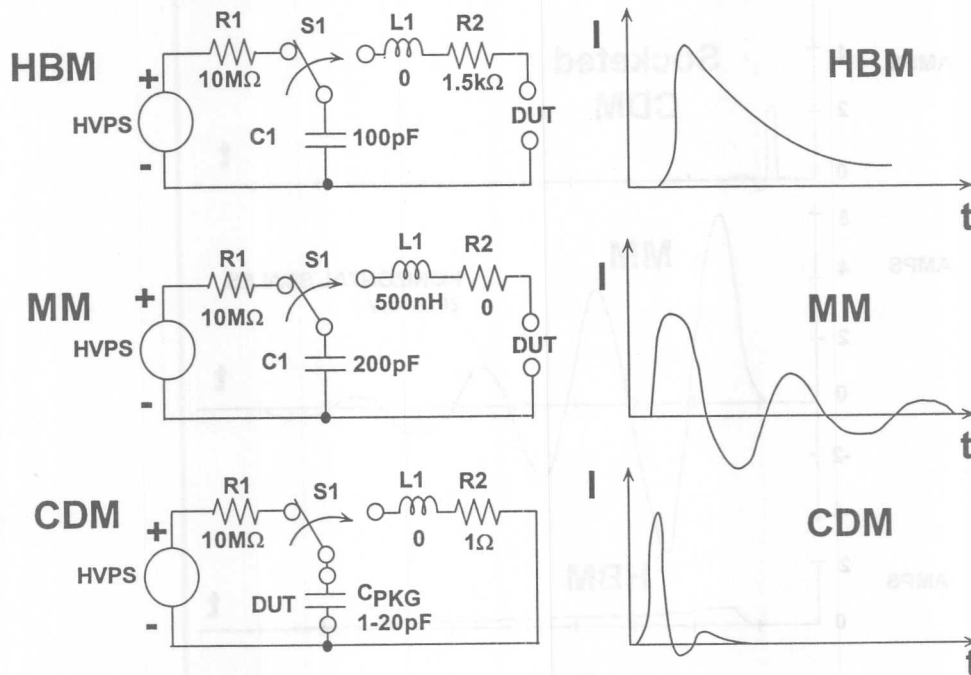 HBM
R1
S1
L1
R2
+
10MΩ
0
1.5kΩ
HVPS
C1
100pF
DUT
-
I
HBM
t
MM
R1
S1
L1
R2
+
10MΩ
500nH
0
HVPS
C1
200pF
DUT
-
I
MM
t
CDM
R1
S1
L1
R2
+
10MΩ
0
1Ω
HVPS
DUT
CPKG
1-20pF
-
I
CDM
t